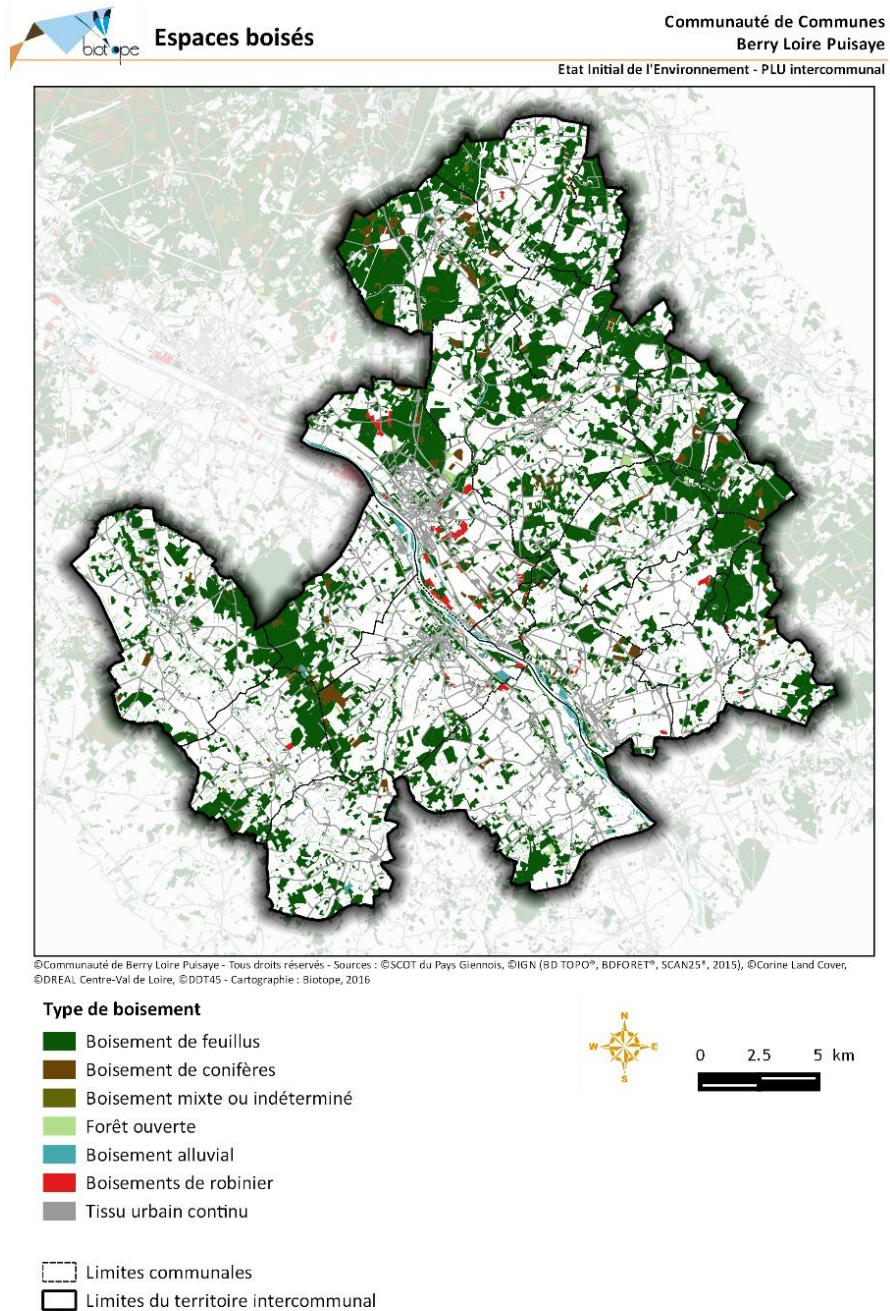 biotope
Espaces boisés
Communauté de Communes
Berry Loire Puisaye
Etat Initial de l'Environnement - PLU intercommunal
©Communauté de Berry Loire Puisaye - Tous droits réservés - Sources : ©SCOT du Pays Giennois, ©IGN (BD TOPO®, BDFORET®, SCAN25®, 2015), ©Corine Land Cover,
©DREAL Centre-Val de Loire, ©DDT45 - Cartographie : Biotope, 2016
Type de boisement
Boisement de feuillus
Boisement de conifères
Boisement mixte ou indéterminé
Forêt ouverte
Boisement alluvial
Boisements de robinier
Tissu urbain continu
Limites communales
Limites du territoire intercommunal
N
W E
S
0 2.5 5 km